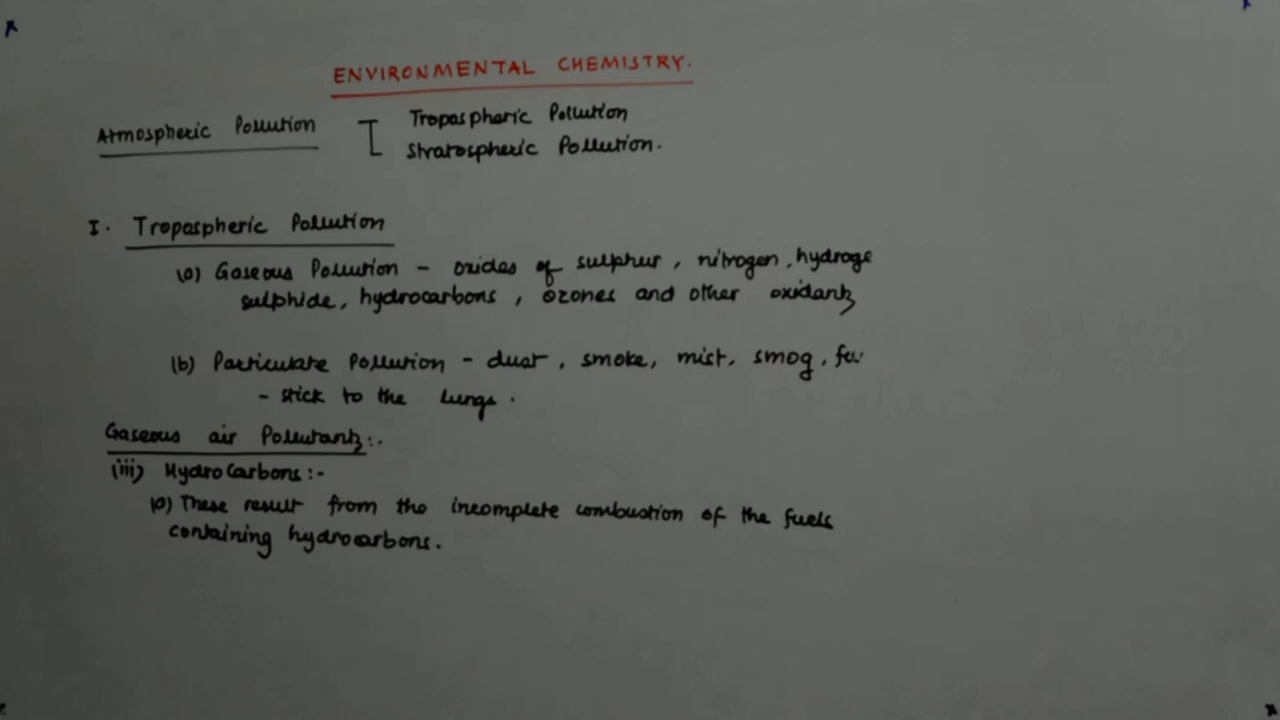 ENVIRONMENTAL CHEMISTRY.
Atmospheric Pollution
Tropospheric Pollution
Stratospheric Pollution.
I. Tropospheric Pollution
(a) Gaseous Pollution - oxides of sulphur, nitrogen, hydroge
sulphide, hydrocarbons, ozones and other oxidants
(b) Particulate Pollution - dust, smoke, mist, smog,
- stick to the lungs.
Gaseous air Pollutants:-
(iii) HydroCarbons:-
(a) These result from the incomplete combustion of the fuels
containing hydrocarbons.